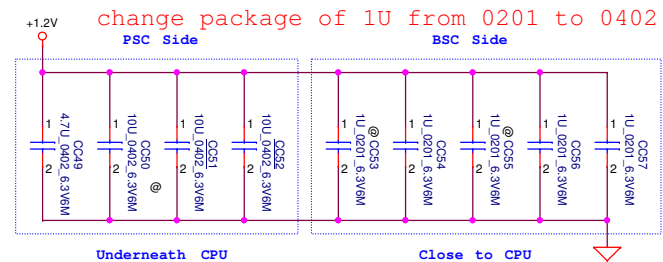 change package of 1U from 0201 to 0402
+1.2V
PSC Side
BSC Side
1
2
CC49
4.7U_0402_6.3V6M
1
2
CC50
10U_0402_6.3V6M
@
1
2
CC51
10U_0402_6.3V6M
1
2
CC52
10U_0402_6.3V6M
1
2
@
CC53
1U_0201_6.3V6M
1
2
CC54
1U_0201_6.3V6M
1
2
@
CC55
1U_0201_6.3V6M
1
2
CC56
1U_0201_6.3V6M
1
2
CC57
1U_0201_6.3V6M
Underneath CPU
Close to CPU